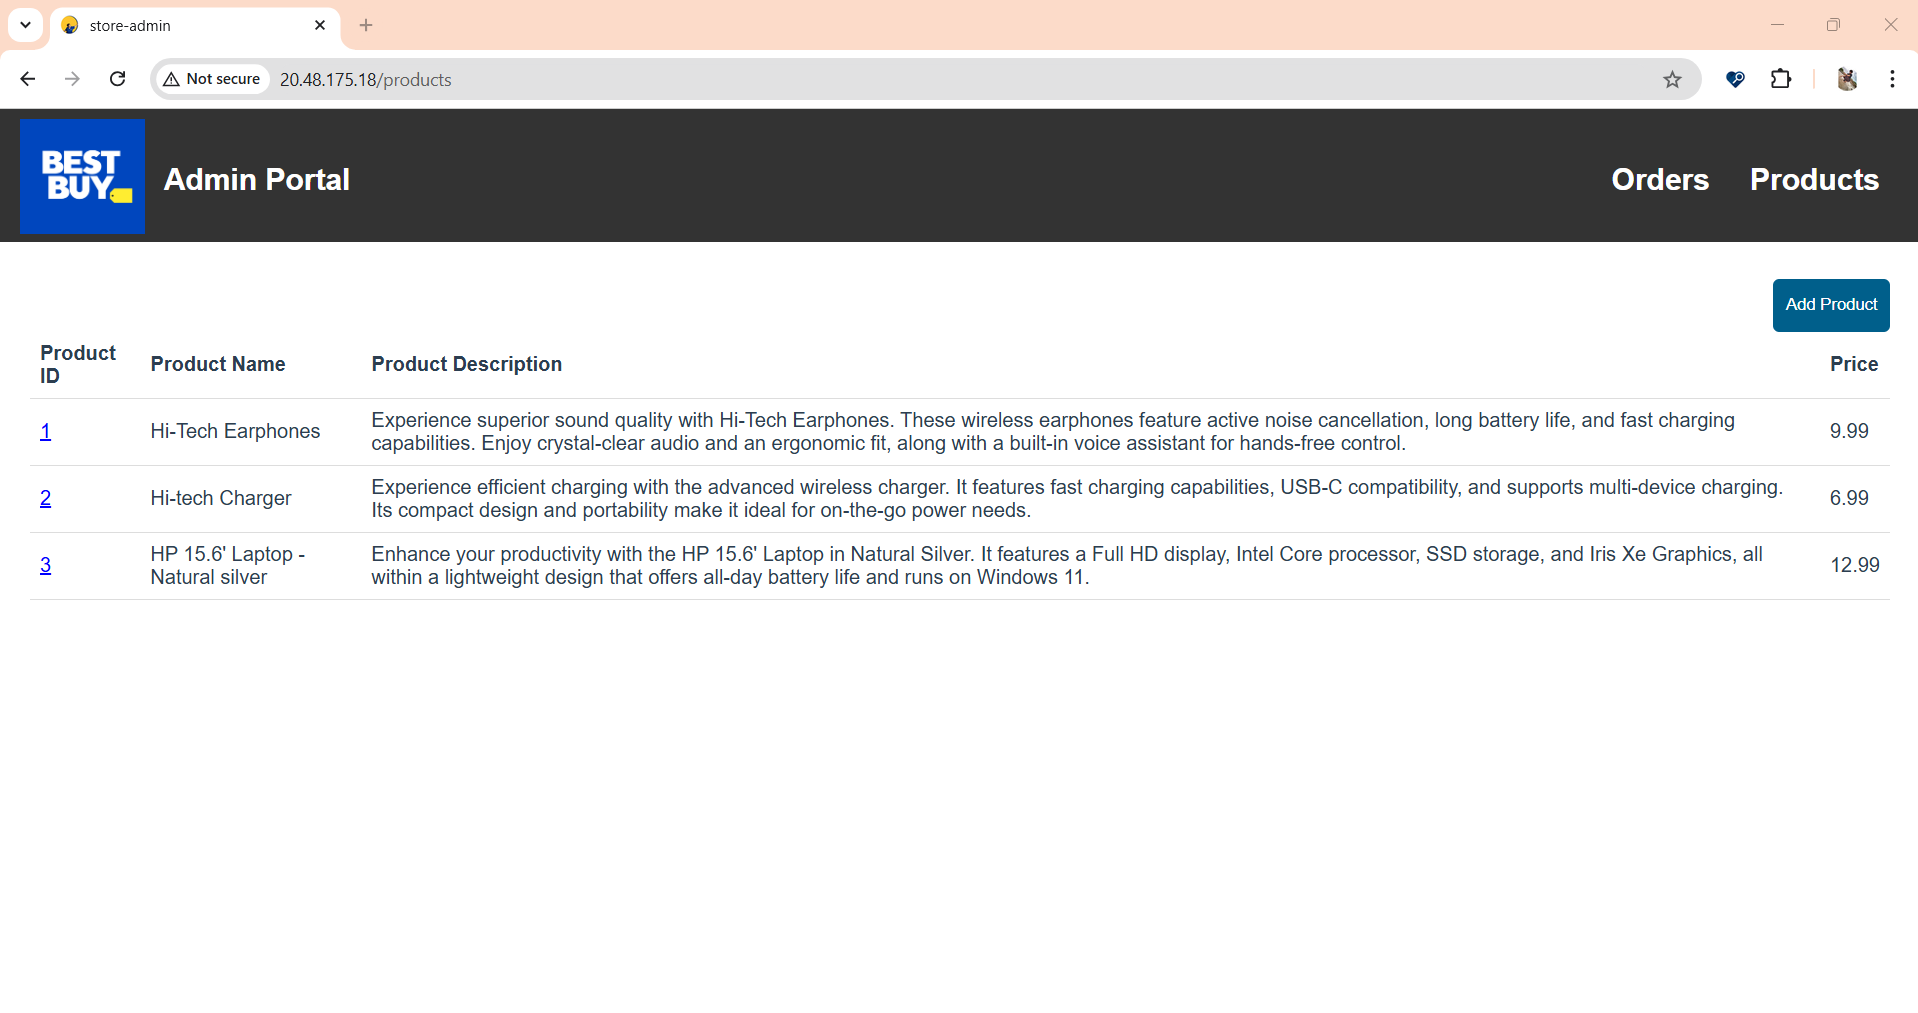 store-admin
Not secure 20.48.175.18/products
BEST
BUY
Admin Portal
Orders Products
Add Product
Product
ID
Product Name
Product Description
Price
1
Hi-Tech Earphones
Experience superior sound quality with Hi-Tech Earphones. These wireless earphones feature active noise cancellation, long battery life, and fast charging
capabilities. Enjoy crystal-clear audio and an ergonomic fit, along with a built-in voice assistant for hands-free control.
9.99
2
Hi-tech Charger
Experience efficient charging with the advanced wireless charger. It features fast charging capabilities, USB-C compatibility, and supports multi-device charging.
Its compact design and portability make it ideal for on-the-go power needs.
6.99
3
HP 15.6' Laptop -
Natural silver
Enhance your productivity with the HP 15.6' Laptop in Natural Silver. It features a Full HD display, Intel Core processor, SSD storage, and Iris Xe Graphics, all
within a lightweight design that offers all-day battery life and runs on Windows 11.
12.99